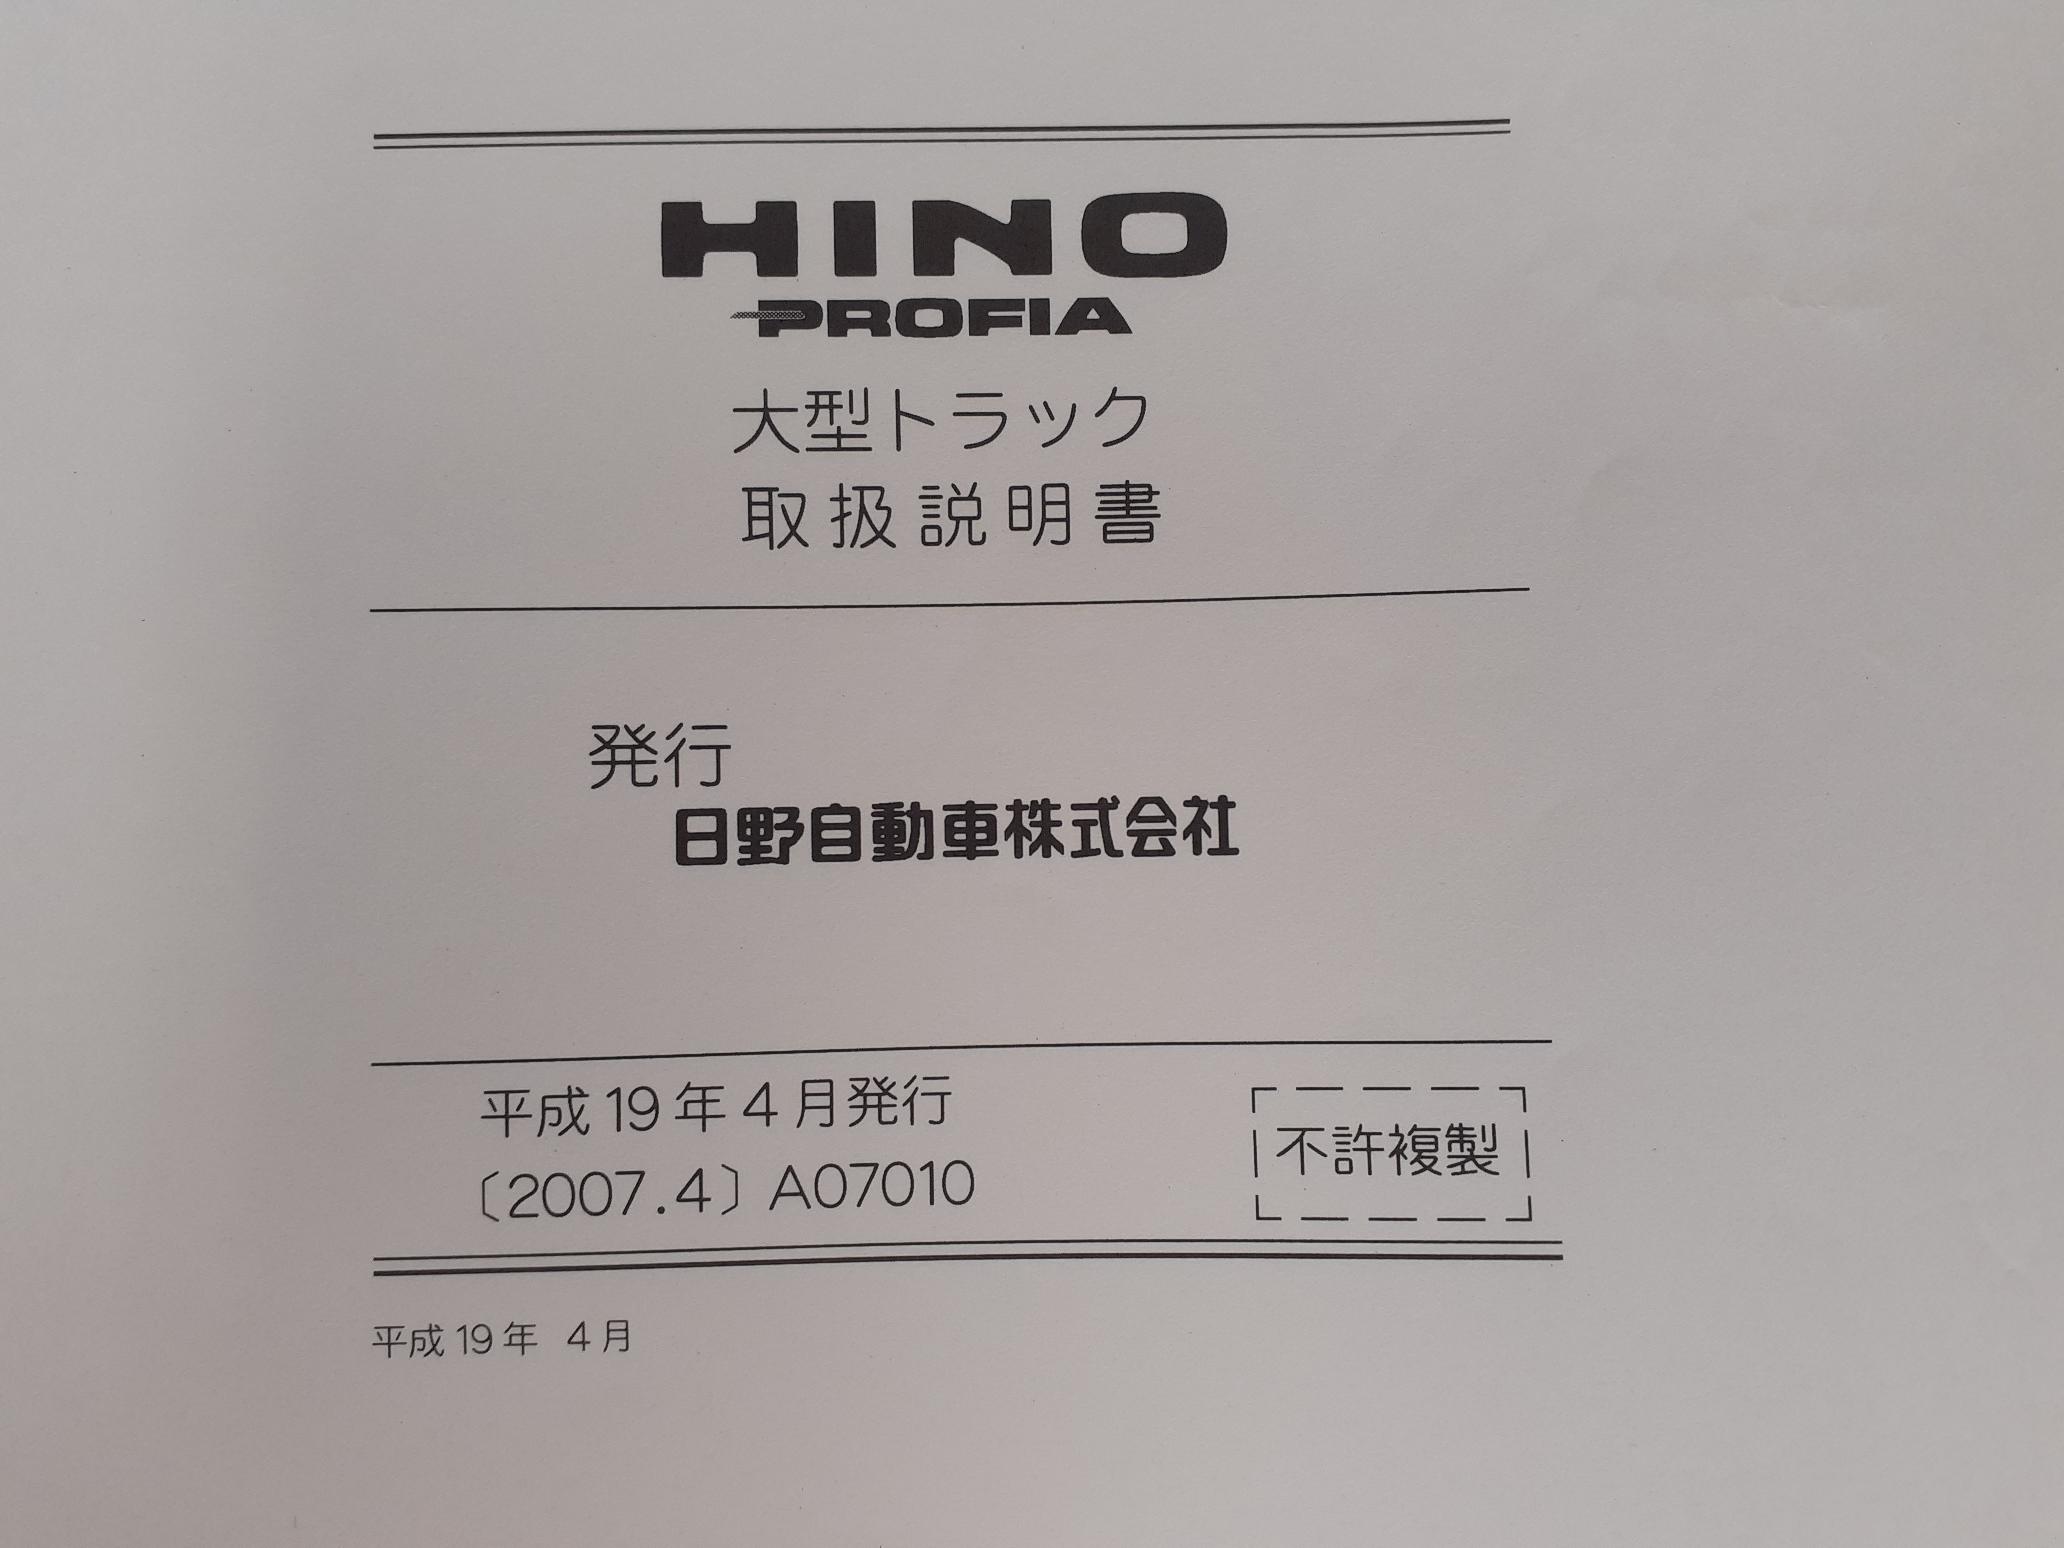 HINO
PROFIA
大型トラック
取扱説明書
発行
日野自動車株式会社
平成19年4月発行
〔2007.4〕A07010
不許複製
平成19年 4月